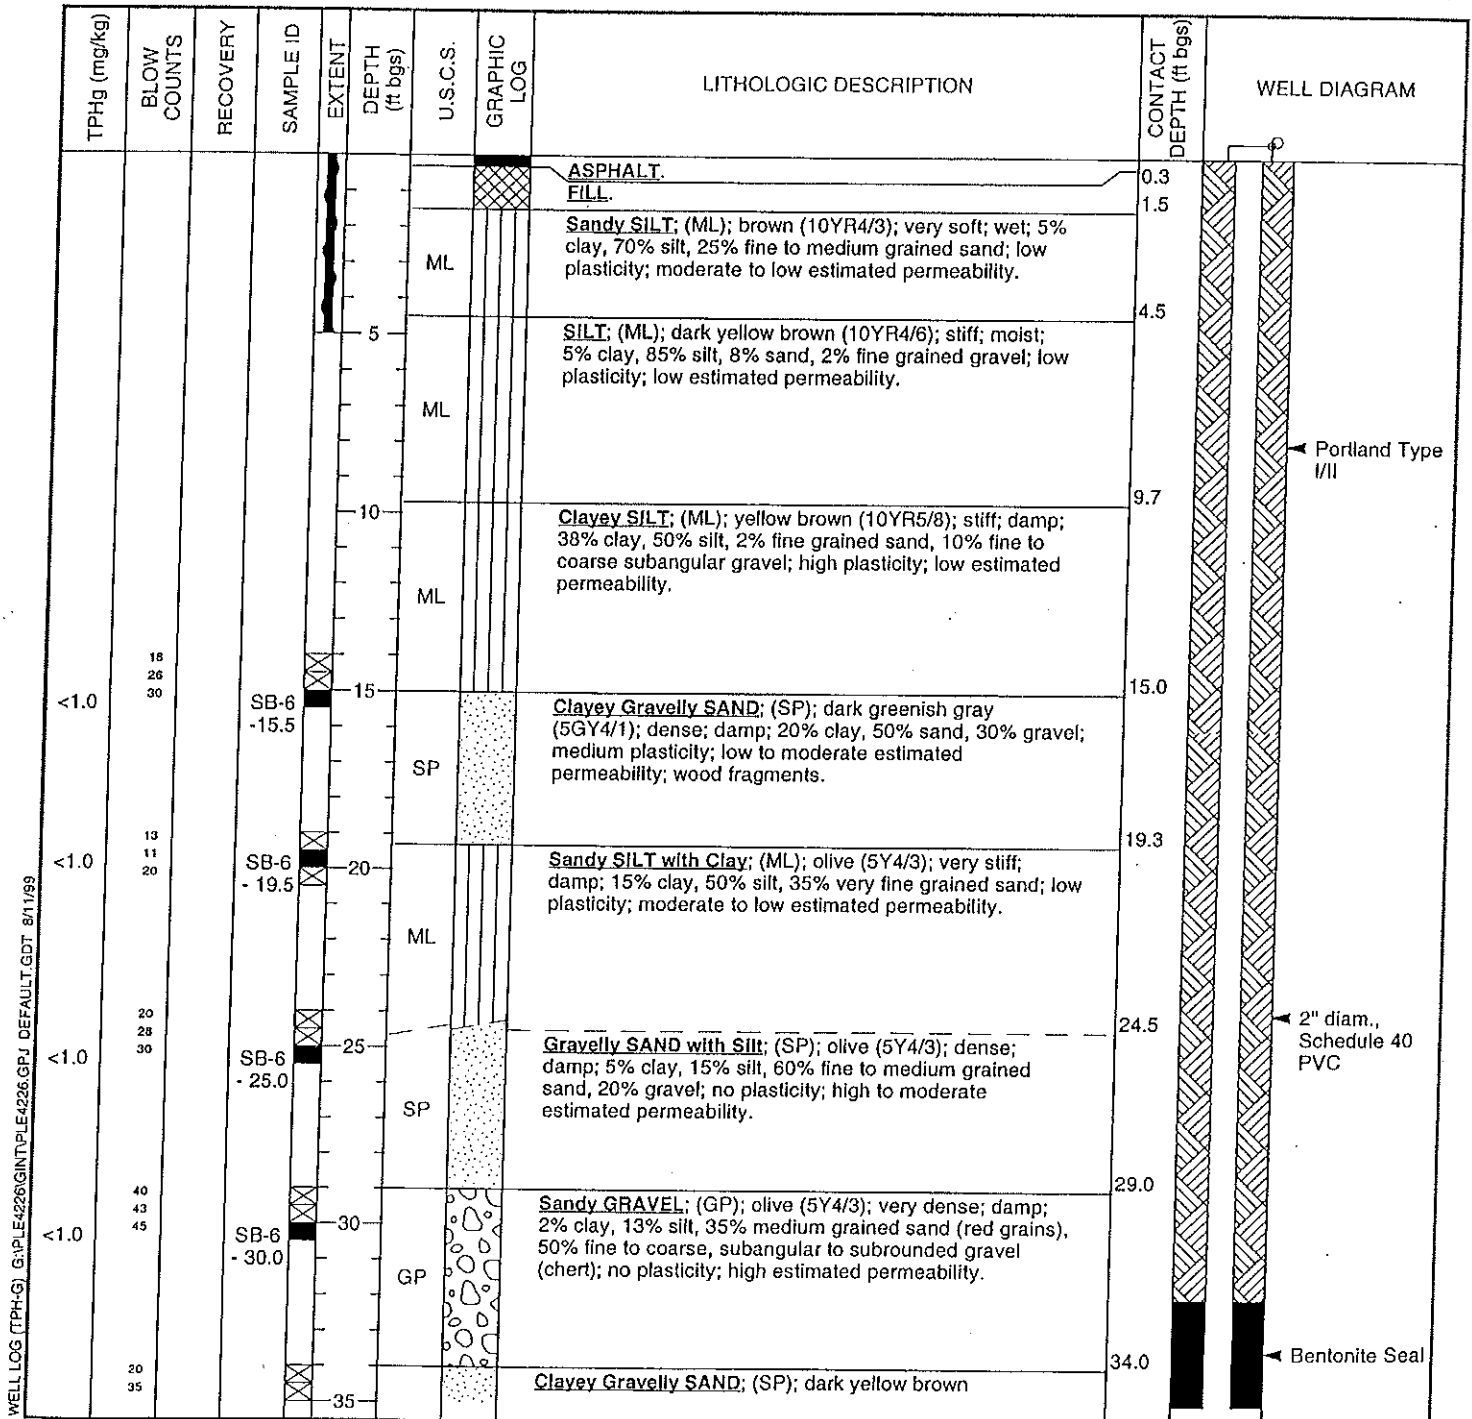 TPHg (mg/kg)
BLOW
COUNTS
RECOVERY
SAMPLE ID
EXTENT
DEPTH
(ft bgs)
U.S.C.S.
GRAPHIC
LOG
LITHOLOGIC DESCRIPTION
CONTACT
DEPTH (ft bgs)
WELL DIAGRAM
ASPHALT.
0.3
FILL.
1.5
Sandy SILT; (ML); brown (10YR4/3); very soft; wet; 5%
clay, 70% silt, 25% fine to medium grained sand; low
plasticity; moderate to low estimated permeability.
ML
4.5
5
SILT; (ML); dark yellow brown (10YR4/6); stiff; moist;
5% clay, 85% silt, 8% sand, 2% fine grained gravel; low
plasticity; low estimated permeability.
ML
Portland Type
I/II
9.7
10
Clayey SILT; (ML); yellow brown (10YR5/8); stiff; damp;
38% clay, 50% silt, 2% fine grained sand, 10% fine to
coarse subangular gravel; high plasticity; low estimated
permeability.
ML
18
26
30
<1.0
SB-6
-15.5
15
15.0
Clayey Gravelly SAND; (SP); dark greenish gray
(5GY4/1); dense; damp; 20% clay, 50% sand, 30% gravel;
medium plasticity; low to moderate estimated
permeability; wood fragments.
SP
13
11
20
<1.0
SB-6
- 19.5
20
19.3
Sandy SILT with Clay; (ML); olive (5Y4/3); very stiff;
damp; 15% clay, 50% silt, 35% very fine grained sand; low
plasticity; moderate to low estimated permeability.
ML
20
28
30
<1.0
SB-6
- 25.0
25
24.5
2" diam.,
Schedule 40
PVC
Gravelly SAND with Silt; (SP); olive (5Y4/3); dense;
damp; 5% clay, 15% silt, 60% fine to medium grained
sand, 20% gravel; no plasticity; high to moderate
estimated permeability.
SP
29.0
40
43
45
<1.0
SB-6
- 30.0
30
Sandy GRAVEL; (GP); olive (5Y4/3); very dense; damp;
2% clay, 13% silt, 35% medium grained sand (red grains),
50% fine to coarse, subangular to subrounded gravel
(chert); no plasticity; high estimated permeability.
GP
34.0
Bentonite Seal
20
35
35
Clayey Gravelly SAND; (SP); dark yellow brown
WELL LOG (TPH-G) G:\PLE4226\GINT\PLE4226.GPJ DEFAULT.GDT 8/11/99